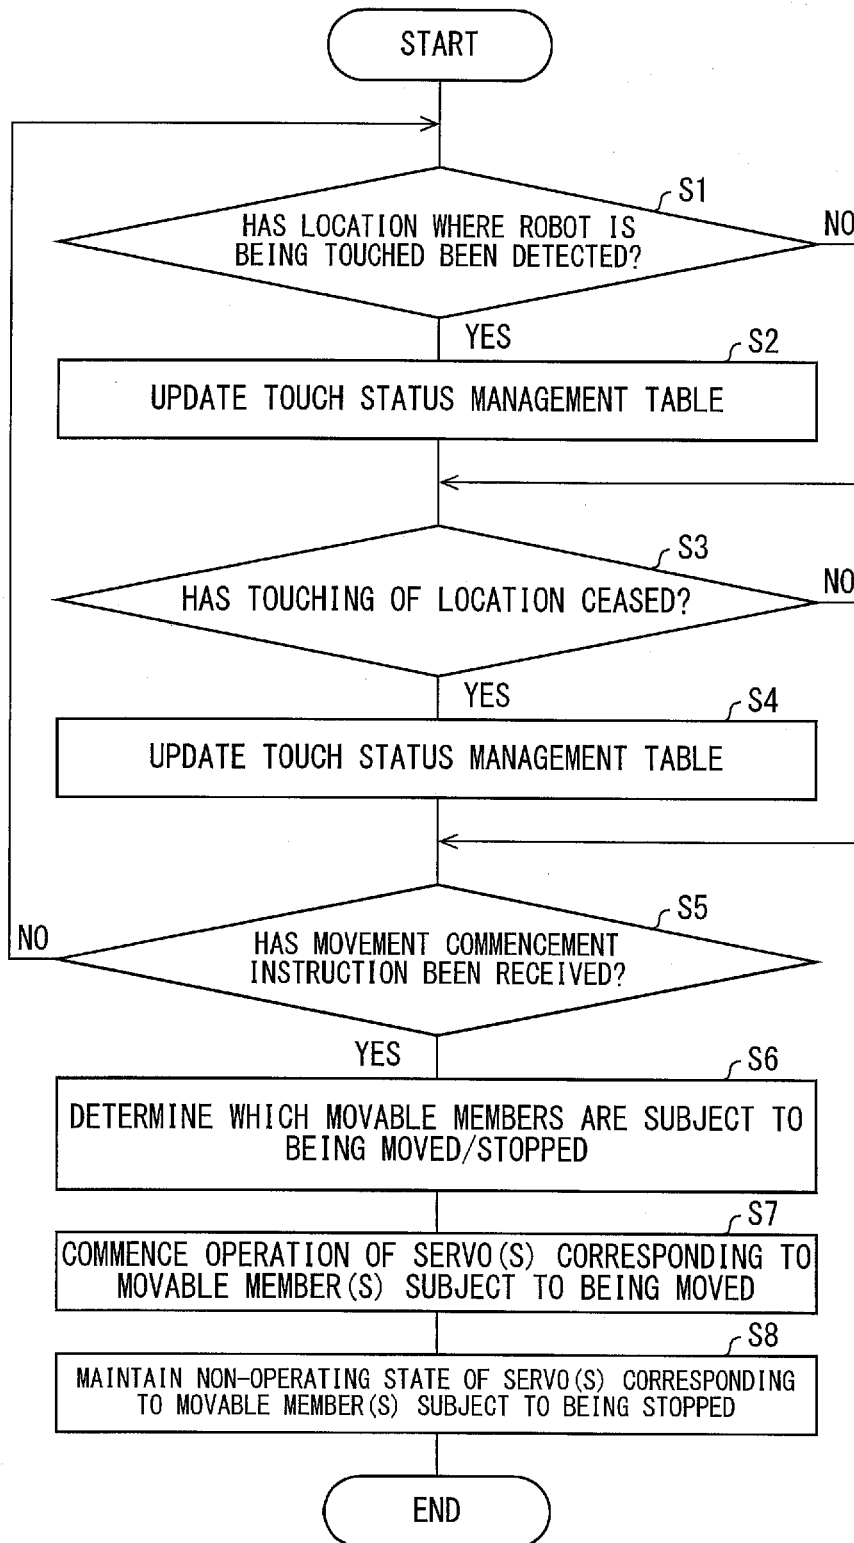 START
S1
HAS LOCATION WHERE ROBOT IS
BEING TOUCHED BEEN DETECTED?
NO
YES
S2
UPDATE TOUCH STATUS MANAGEMENT TABLE
S3
HAS TOUCHING OF LOCATION CEASED?
NO
YES
S4
UPDATE TOUCH STATUS MANAGEMENT TABLE
S5
NO
HAS MOVEMENT COMMENCEMENT
INSTRUCTION BEEN RECEIVED?
YES
S6
DETERMINE WHICH MOVABLE MEMBERS ARE SUBJECT TO
BEING MOVED/STOPPED
S7
COMMENCE OPERATION OF SERVO(S) CORRESPONDING TO
MOVABLE MEMBER(S) SUBJECT TO BEING MOVED
S8
MAINTAIN NON-OPERATING STATE OF SERVO(S) CORRESPONDING
TO MOVABLE MEMBER(S) SUBJECT TO BEING STOPPED
END